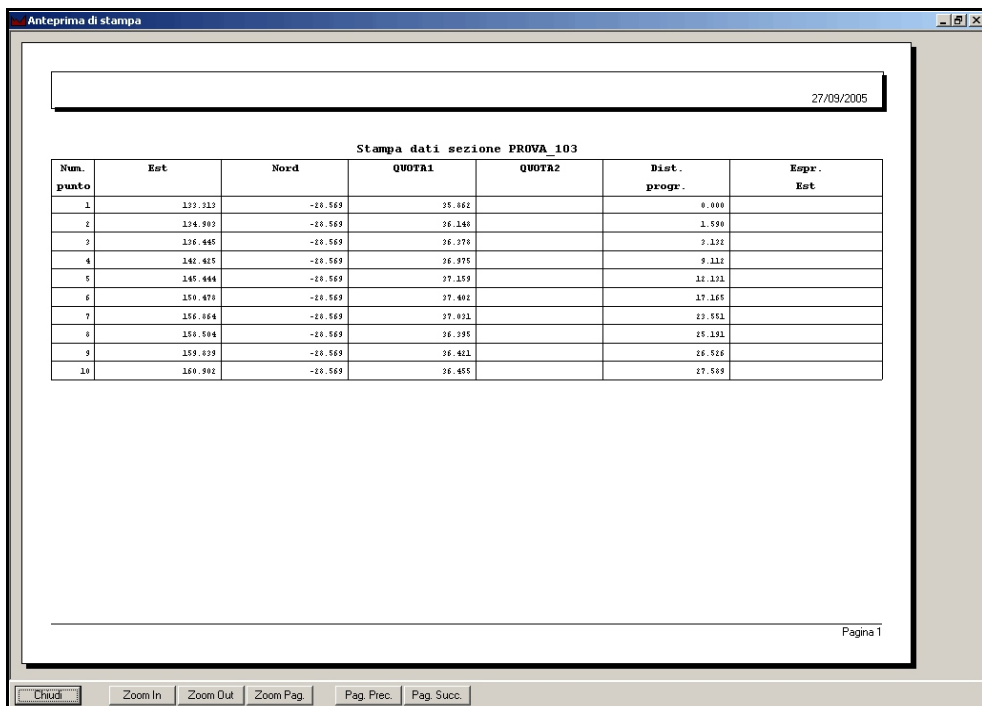 Anteprima di stampa
27/09/2005
Stampa dati sezione PROVA_103
Num. punto Est Nord QUOTA1 QUOTA2 Dist. progr. Espr. Est
1 133.313 -28.569 35.862 0.000
2 134.903 -28.569 36.148 1.590
3 136.445 -28.569 36.378 3.132
4 142.425 -28.569 36.975 9.112
5 145.444 -28.569 37.159 12.131
6 150.478 -28.569 37.402 17.165
7 156.864 -28.569 37.031 23.551
8 158.504 -28.569 36.395 25.191
9 159.839 -28.569 36.421 26.526
10 160.902 -28.569 36.455 27.589
Pagina 1
Chiudi Zoom In Zoom Out Zoom Pag. Pag. Prec. Pag. Succ.